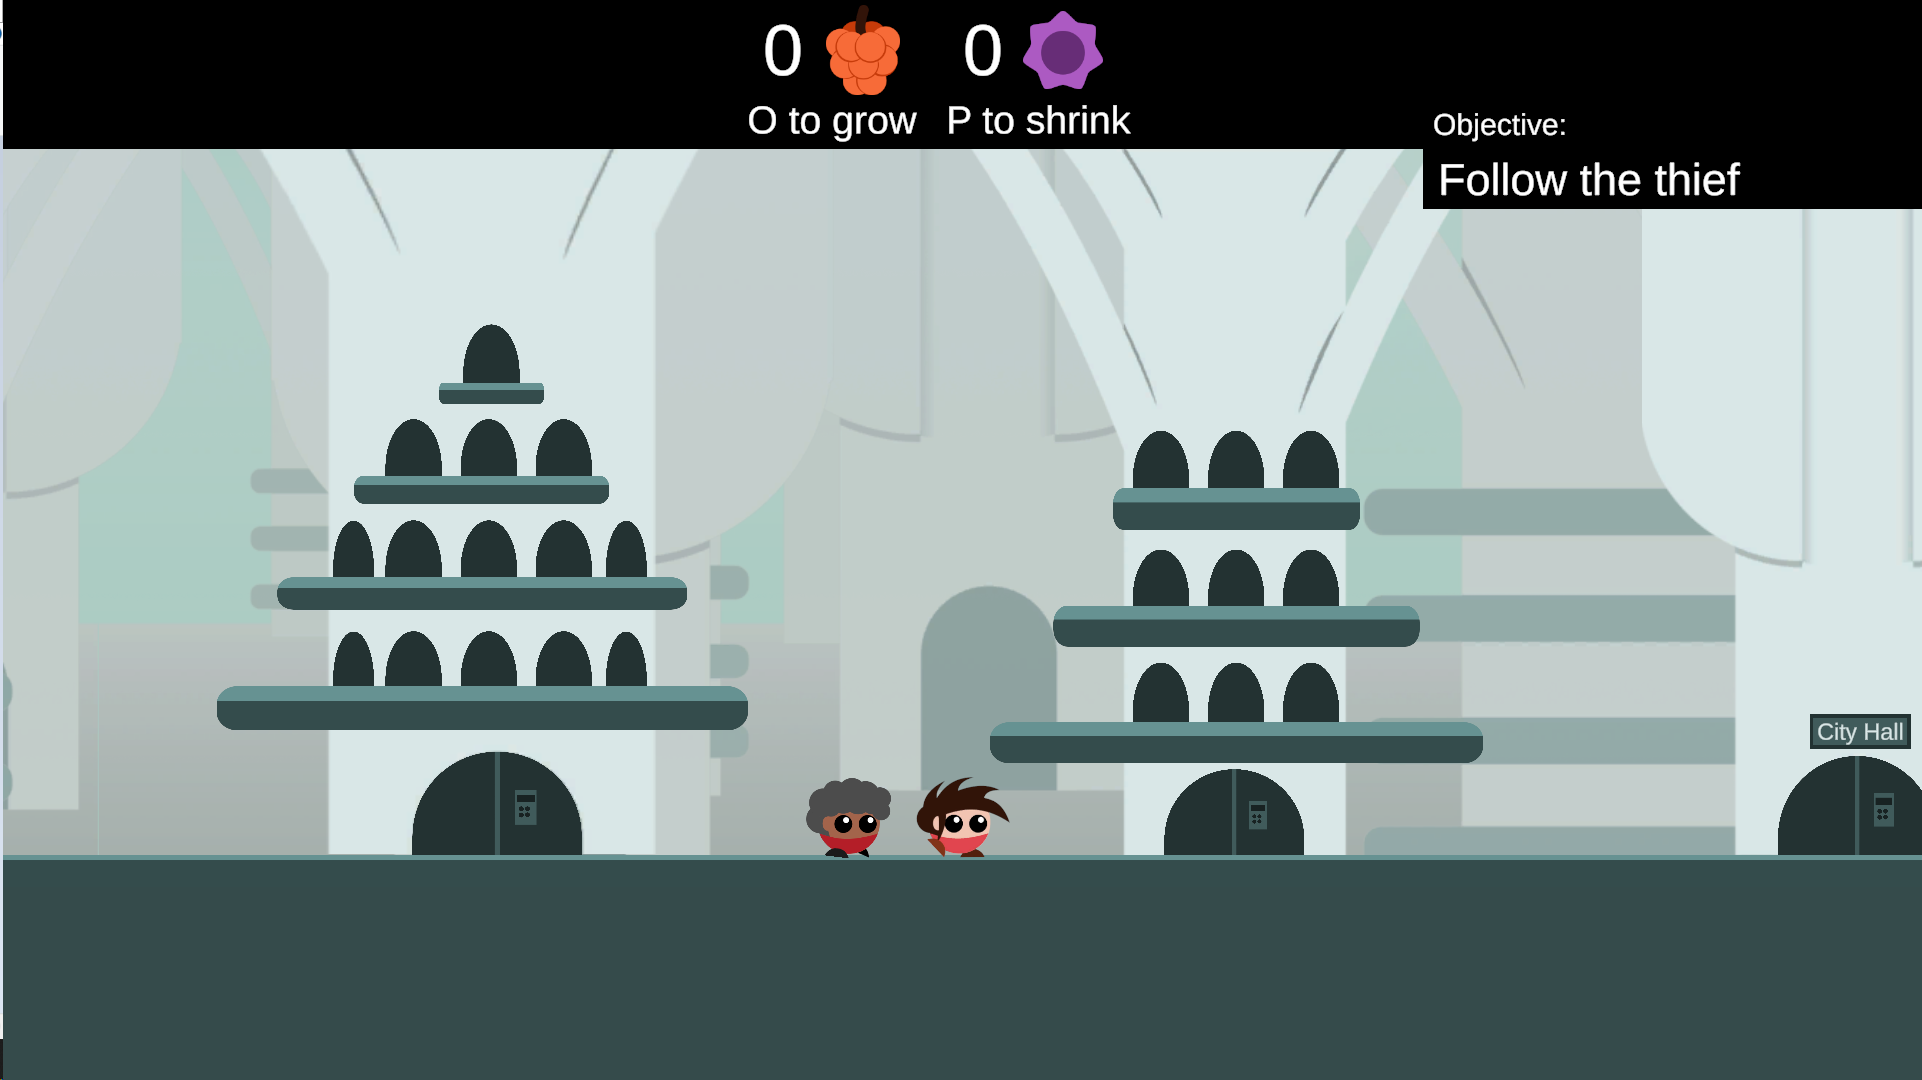 0 0
O to grow P to shrink
Objective:
Follow the thief
City Hall